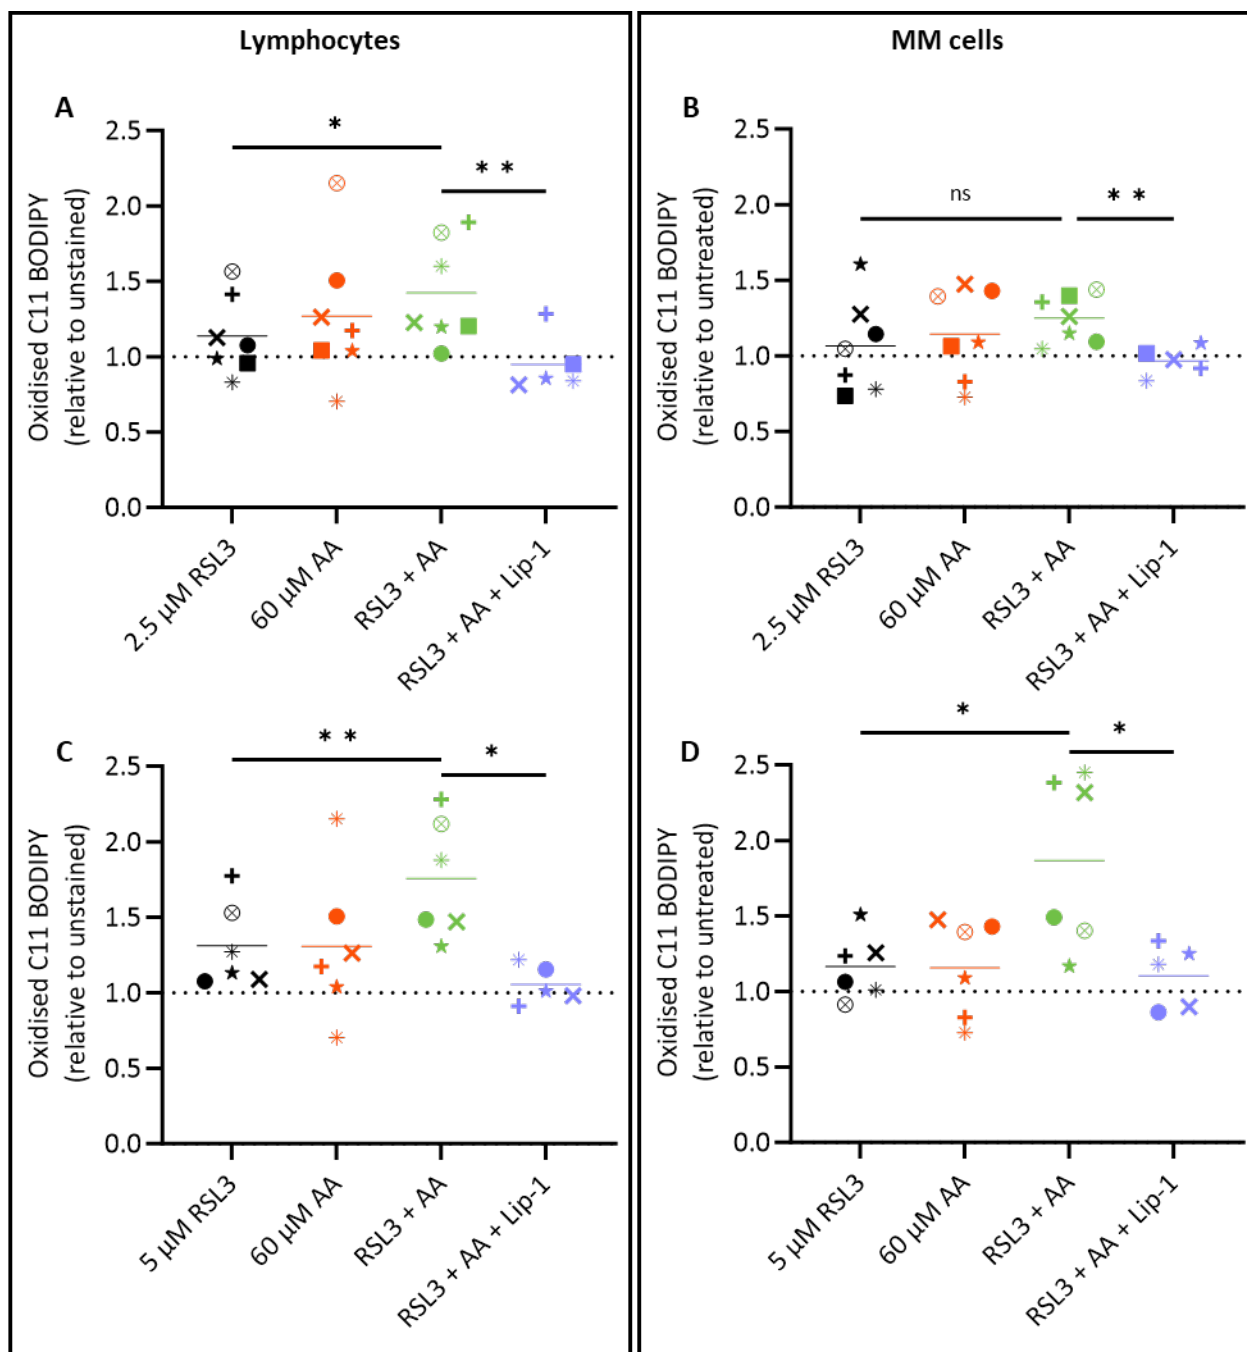 Lymphocytes
A
*
* *
2.5
2.0
1.5
1.0
0.5
0.0
Oxidised C11 BODIPY
(relative to unstained)
2.5 µM RSL3
60 µM AA
RSL3 + AA
RSL3 + AA + Lip-1
MM cells
B
ns
* *
2.5
2.0
1.5
1.0
0.5
0.0
Oxidised C11 BODIPY
(relative to untreated)
2.5 µM RSL3
60 µM AA
RSL3 + AA
RSL3 + AA + Lip-1
C
* *
*
2.5
2.0
1.5
1.0
0.5
0.0
Oxidised C11 BODIPY
(relative to unstained)
5 µM RSL3
60 µM AA
RSL3 + AA
RSL3 + AA + Lip-1
D
*
*
2.5
2.0
1.5
1.0
0.5
0.0
Oxidised C11 BODIPY
(relative to untreated)
5 µM RSL3
60 µM AA
RSL3 + AA
RSL3 + AA + Lip-1